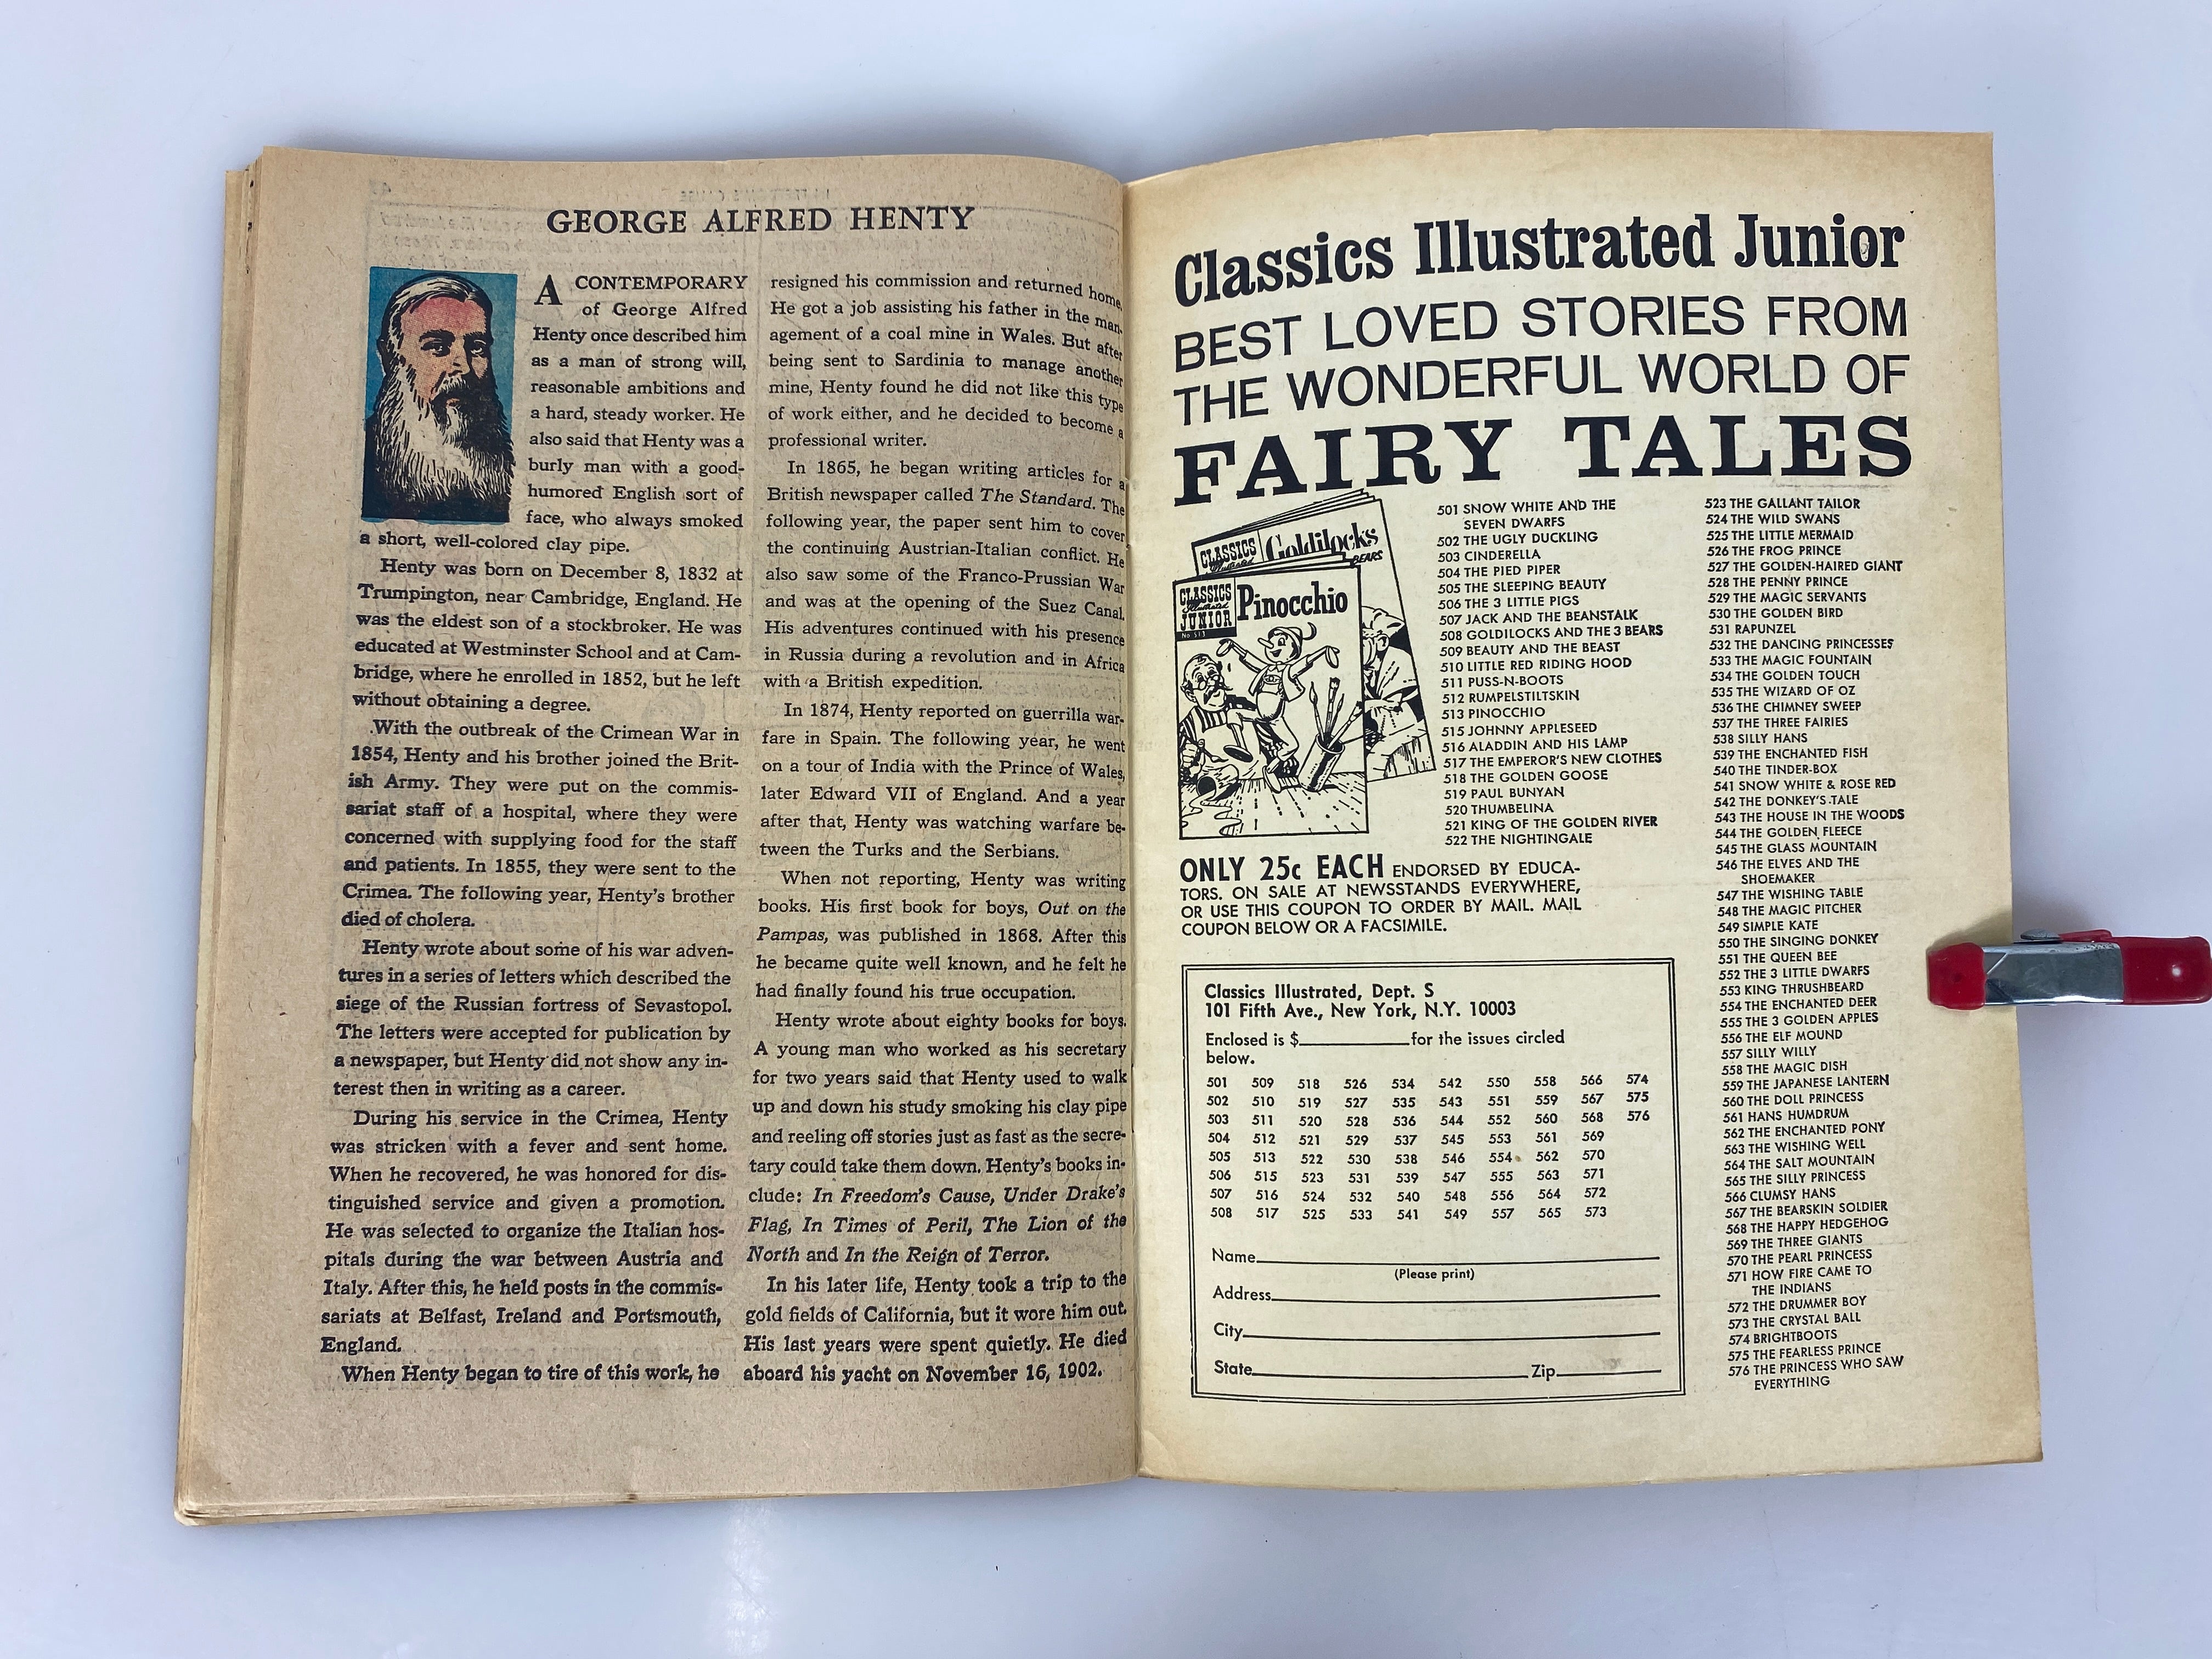 GEORGE ALFRED HENTY
A CONTEMPORARY
of George Alfred
Henty once described him
as a man of strong will,
reasonable ambitions and
a hard, steady worker. He
also said that Henty was a
burly man with a good-
humored English sort of
face, who always smoked
a short, well-colored clay pipe.
Henty was born on December 8, 1832 at
Trumpington, near Cambridge, England. He
was the eldest son of a stockbroker. He was
educated at Westminster School and at Cam-
bridge, where he enrolled in 1852, but he left
without obtaining a degree.
With the outbreak of the Crimean War in
1854, Henty and his brother joined the Brit-
ish Army. They were put on the commis-
sariat staff of a hospital, where they were
concerned with supplying food for the staff
and patients. In 1855, they were sent to the
Crimea. The following year, Henty's brother
died of cholera.
Henty wrote about some of his war adven-
tures in a series of letters which described the
siege of the Russian fortress of Sevastopol.
The letters were accepted for publication by
a newspaper, but Henty did not show any in-
terest then in writing as a career.
During his service in the Crimea, Henty
was stricken with a fever and sent home.
When he recovered, he was honored for dis-
tinguished service and given a promotion.
He was selected to organize the Italian hos-
pitals during the war between Austria and
Italy. After this, he held posts in the commis-
sariats at Belfast, Ireland and Portsmouth,
England.
When Henty began to tire of this work, he
resigned his commission and returned home.
He got a job assisting his father in the man-
agement of a coal mine in Wales. But after
being sent to Sardinia to manage another
mine, Henty found he did not like this type
of work either, and he decided to become a
professional writer.
In 1865, he began writing articles for a
British newspaper called The Standard. The
following year, the paper sent him to cover
the continuing Austrian-Italian conflict. He
also saw some of the Franco-Prussian War
and was at the opening of the Suez Canal.
His adventures continued with his presence
in Russia during a revolution and in Africa
with a British expedition.
In 1874, Henty reported on guerrilla war-
fare in Spain. The following year, he went
on a tour of India with the Prince of Wales,
later Edward VII of England. And a year
after that, Henty was watching warfare be-
tween the Turks and the Serbians.
When not reporting, Henty was writing
books. His first book for boys, Out on the
Pampas, was published in 1868. After this
he became quite well known, and he felt he
had finally found his true occupation.
Henty wrote about eighty books for boys.
A young man who worked as his secretary
for two years said that Henty used to walk
up and down his study smoking his clay pipe
and reeling off stories just as fast as the secre-
tary could take them down. Henty's books in-
clude: In Freedom's Cause, Under Drake's
Flag, In Times of Peril, The Lion of the
North and In the Reign of Terror.
In his later life, Henty took a trip to the
gold fields of California, but it wore him out.
His last years were spent quietly. He died
aboard his yacht on November 16, 1902.
Classics Illustrated Junior
BEST LOVED STORIES FROM
THE WONDERFUL WORLD OF
FAIRY TALES
CLASSICS Illustrated Goldilocks
BEARS
CLASSICS
Illustrated
JUNIOR
No 513
Pinocchio
501 SNOW WHITE AND THE
SEVEN DWARFS
502 THE UGLY DUCKLING
503 CINDERELLA
504 THE PIED PIPER
505 THE SLEEPING BEAUTY
506 THE 3 LITTLE PIGS
507 JACK AND THE BEANSTALK
508 GOLDILOCKS AND THE 3 BEARS
509 BEAUTY AND THE BEAST
510 LITTLE RED RIDING HOOD
511 PUSS-N-BOOTS
512 RUMPELSTILTSKIN
513 PINOCCHIO
515 JOHNNY APPLESEED
516 ALADDIN AND HIS LAMP
517 THE EMPEROR'S NEW CLOTHES
518 THE GOLDEN GOOSE
519 PAUL BUNYAN
520 THUMBELINA
521 KING OF THE GOLDEN RIVER
522 THE NIGHTINGALE
523 THE GALLANT TAILOR
524 THE WILD SWANS
525 THE LITTLE MERMAID
526 THE FROG PRINCE
527 THE GOLDEN-HAIRED GIANT
528 THE PENNY PRINCE
529 THE MAGIC SERVANTS
530 THE GOLDEN BIRD
531 RAPUNZEL
532 THE DANCING PRINCESSES
533 THE MAGIC FOUNTAIN
534 THE GOLDEN TOUCH
535 THE WIZARD OF OZ
536 THE CHIMNEY SWEEP
537 THE THREE FAIRIES
538 SILLY HANS
539 THE ENCHANTED FISH
540 THE TINDER-BOX
541 SNOW WHITE & ROSE RED
542 THE DONKEY'S TALE
543 THE HOUSE IN THE WOODS
544 THE GOLDEN FLEECE
545 THE GLASS MOUNTAIN
546 THE ELVES AND THE
SHOEMAKER
547 THE WISHING TABLE
548 THE MAGIC PITCHER
549 SIMPLE KATE
550 THE SINGING DONKEY
551 THE QUEEN BEE
552 THE 3 LITTLE DWARFS
553 KING THRUSHBEARD
554 THE ENCHANTED DEER
555 THE 3 GOLDEN APPLES
556 THE ELF MOUND
557 SILLY WILLY
558 THE MAGIC DISH
559 THE JAPANESE LANTERN
560 THE DOLL PRINCESS
561 HANS HUMDRUM
562 THE ENCHANTED PONY
563 THE WISHING WELL
564 THE SALT MOUNTAIN
565 THE SILLY PRINCESS
566 CLUMSY HANS
567 THE BEARSKIN SOLDIER
568 THE HAPPY HEDGEHOG
569 THE THREE GIANTS
570 THE PEARL PRINCESS
571 HOW FIRE CAME TO
THE INDIANS
572 THE DRUMMER BOY
573 THE CRYSTAL BALL
574 BRIGHTBOOTS
575 THE FEARLESS PRINCE
576 THE PRINCESS WHO SAW
EVERYTHING
ONLY 25c EACH ENDORSED BY EDUCA-
TORS. ON SALE AT NEWSSTANDS EVERYWHERE,
OR USE THIS COUPON TO ORDER BY MAIL. MAIL
COUPON BELOW OR A FACSIMILE.
Classics Illustrated, Dept. S
101 Fifth Ave., New York, N.Y. 10003
Enclosed is $ for the issues circled
below.
501 509 518 526 534 542 550 558 566 574
502 510 519 527 535 543 551 559 567 575
503 511 520 528 536 544 552 560 568 576
504 512 521 529 537 545 553 561 569
505 513 522 530 538 546 554 562 570
506 515 523 531 539 547 555 563 571
507 516 524 532 540 548 556 564 572
508 517 525 533 541 549 557 565 573
Name
(Please print)
Address
City
State Zip